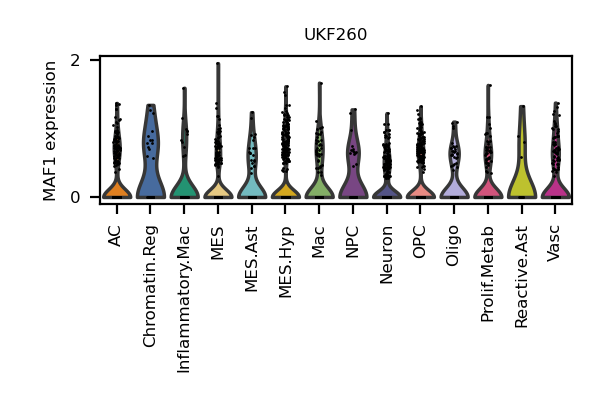 UKF260
MAF1 expression
2
0
AC
Chromatin.Reg
Inflammatory.Mac
MES
MES.Ast
MES.Hyp
Mac
NPC
Neuron
OPC
Oligo
Prolif.Metab
Reactive.Ast
Vasc